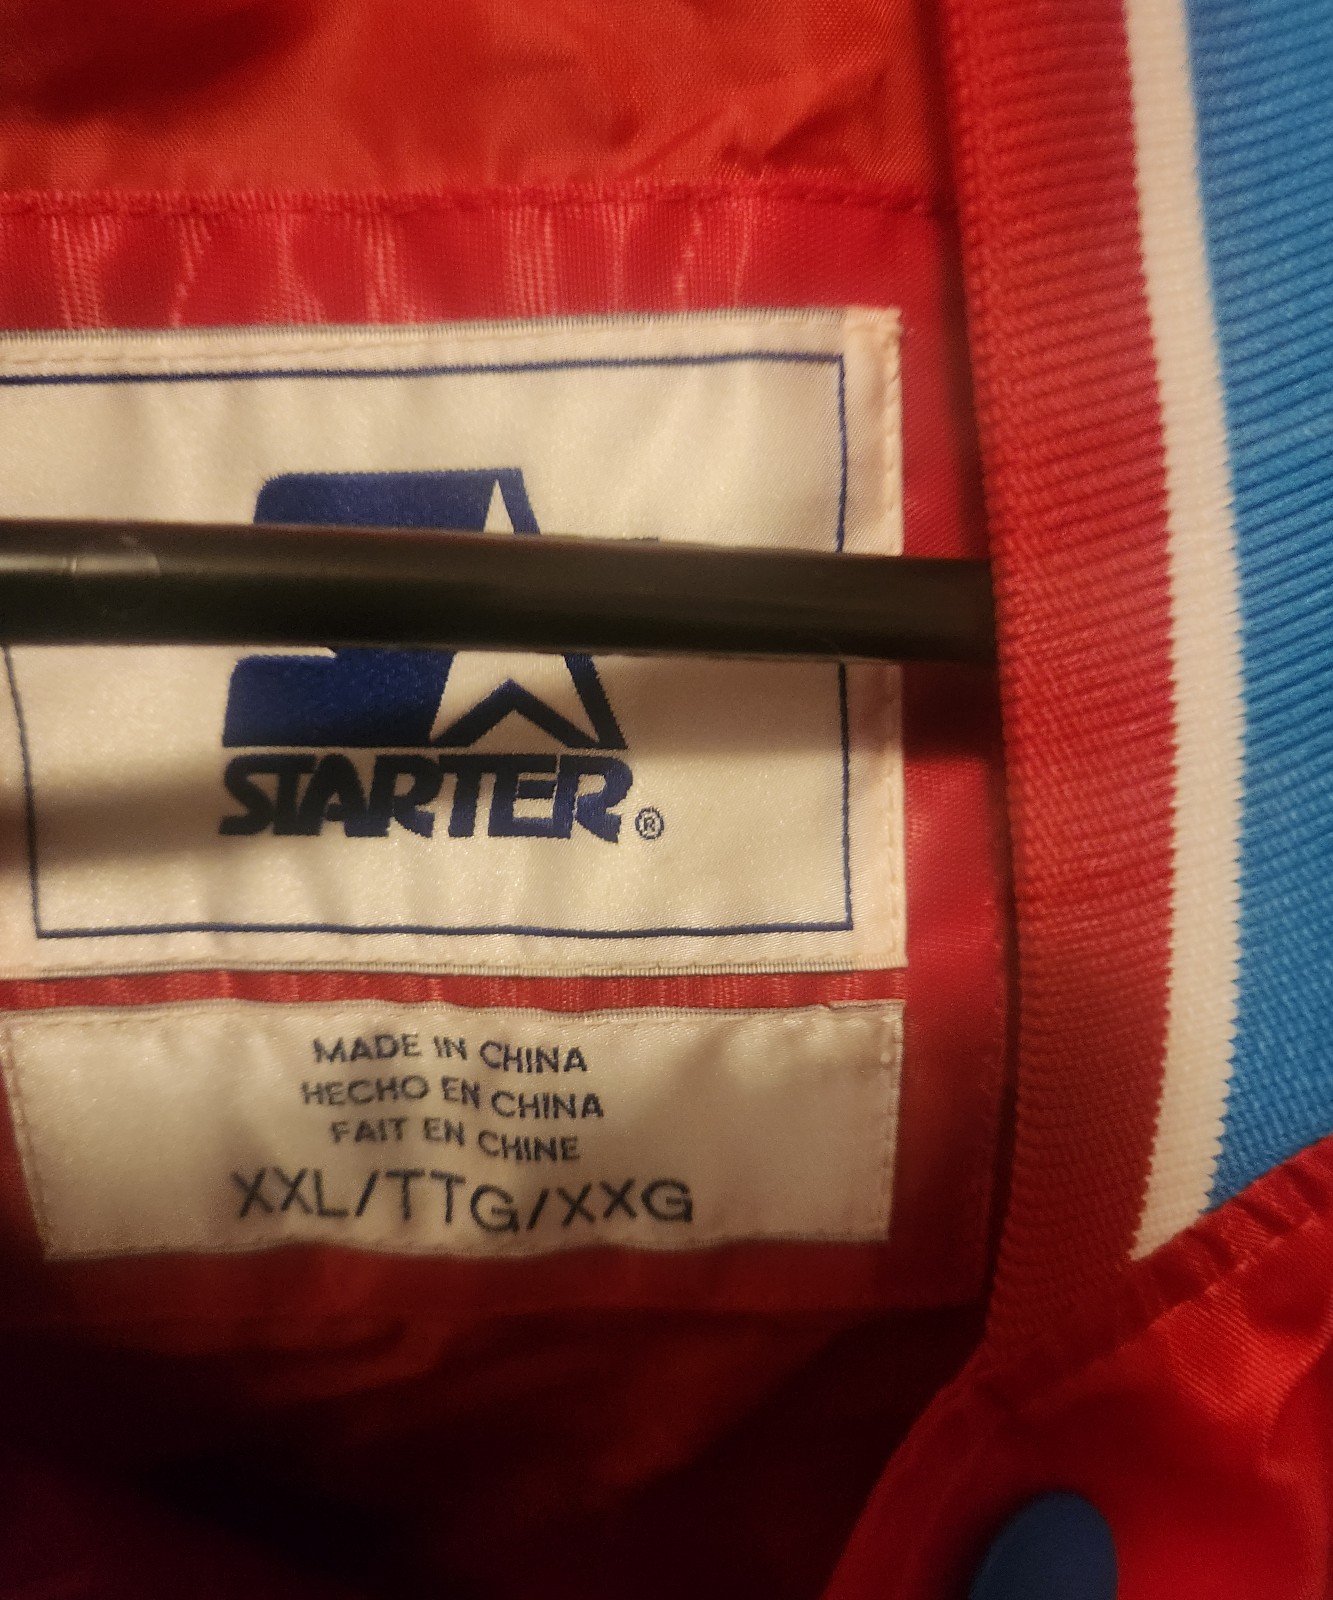 STARTER®
MADE IN CHINA
HECHO EN CHINA
FAIT EN CHINE
XXL/TTG/XXG